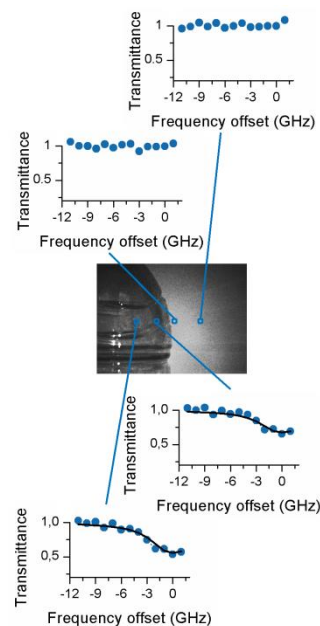 Transmittance
1
0.5
-12 -9 -6 -3 0
Frequency offset (GHz)
Transmittance
1
0.5
-12 -9 -6 -3 0
Frequency offset (GHz)
Transmittance
1,0
0,5
-12 -9 -6 -3 0
Frequency offset (GHz)
Transmittance
1,0
0,5
-12 -9 -6 -3 0
Frequency offset (GHz)